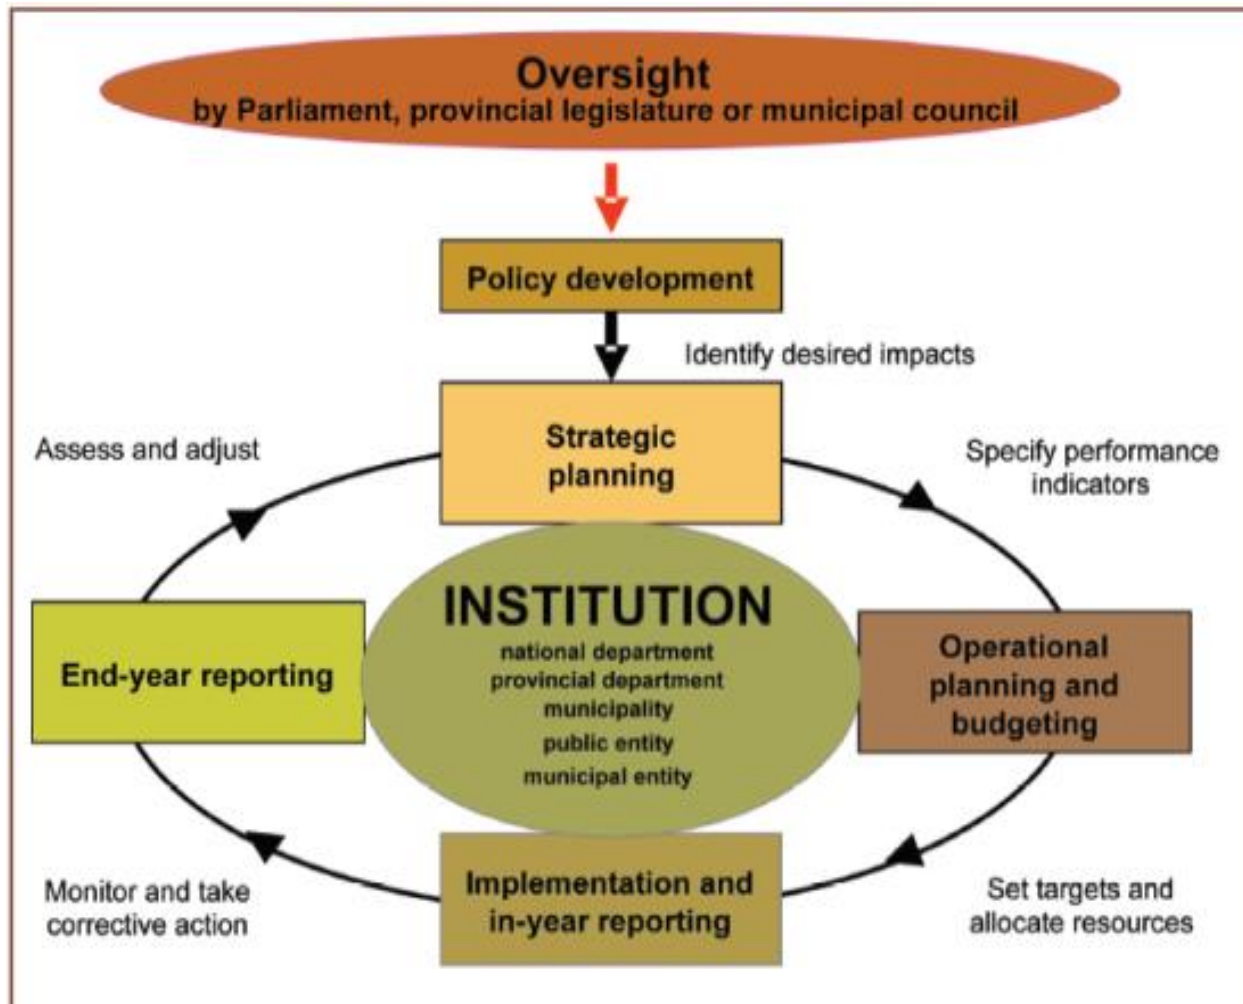 Oversight
by Parliament, provincial legislature or municipal council
Policy development
Identify desired impacts
Strategic
planning
Assess and adjust
Specify performance
indicators
INSTITUTION
national department
provincial department
municipality
public entity
municipal entity
End-year reporting
Operational
planning and
budgeting
Implementation and
in-year reporting
Monitor and take
corrective action
Set targets and
allocate resources